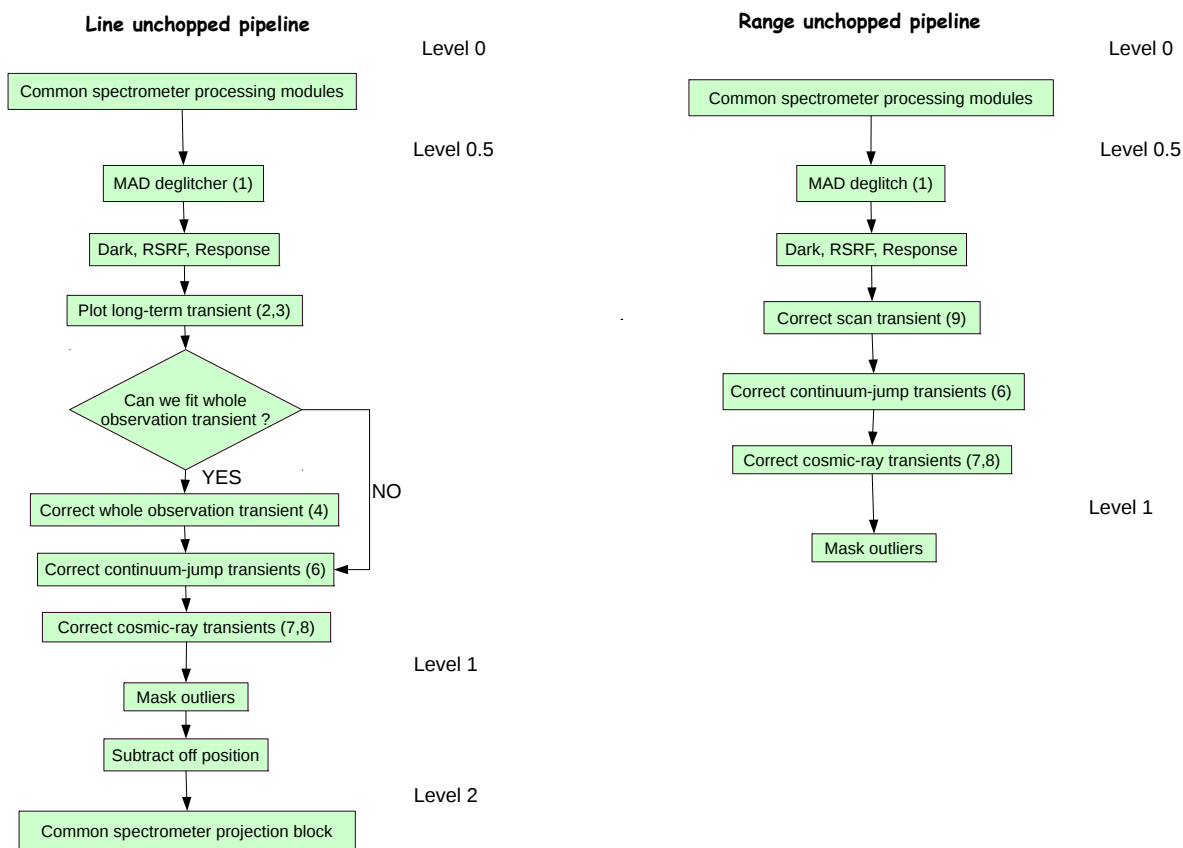 Line unchopped pipeline
Level 0
Common spectrometer processing modules
Level 0.5
MAD deglitcher (1)
Dark, RSRF, Response
Plot long-term transient (2,3)
Can we fit whole
observation transient ?
YES
NO
Correct whole observation transient (4)
Correct continuum-jump transients (6)
Correct cosmic-ray transients (7,8)
Level 1
Mask outliers
Subtract off position
Level 2
Common spectrometer projection block
Range unchopped pipeline
Level 0
Common spectrometer processing modules
Level 0.5
MAD deglitch (1)
Dark, RSRF, Response
Correct scan transient (9)
Correct continuum-jump transients (6)
Correct cosmic-ray transients (7,8)
Level 1
Mask outliers